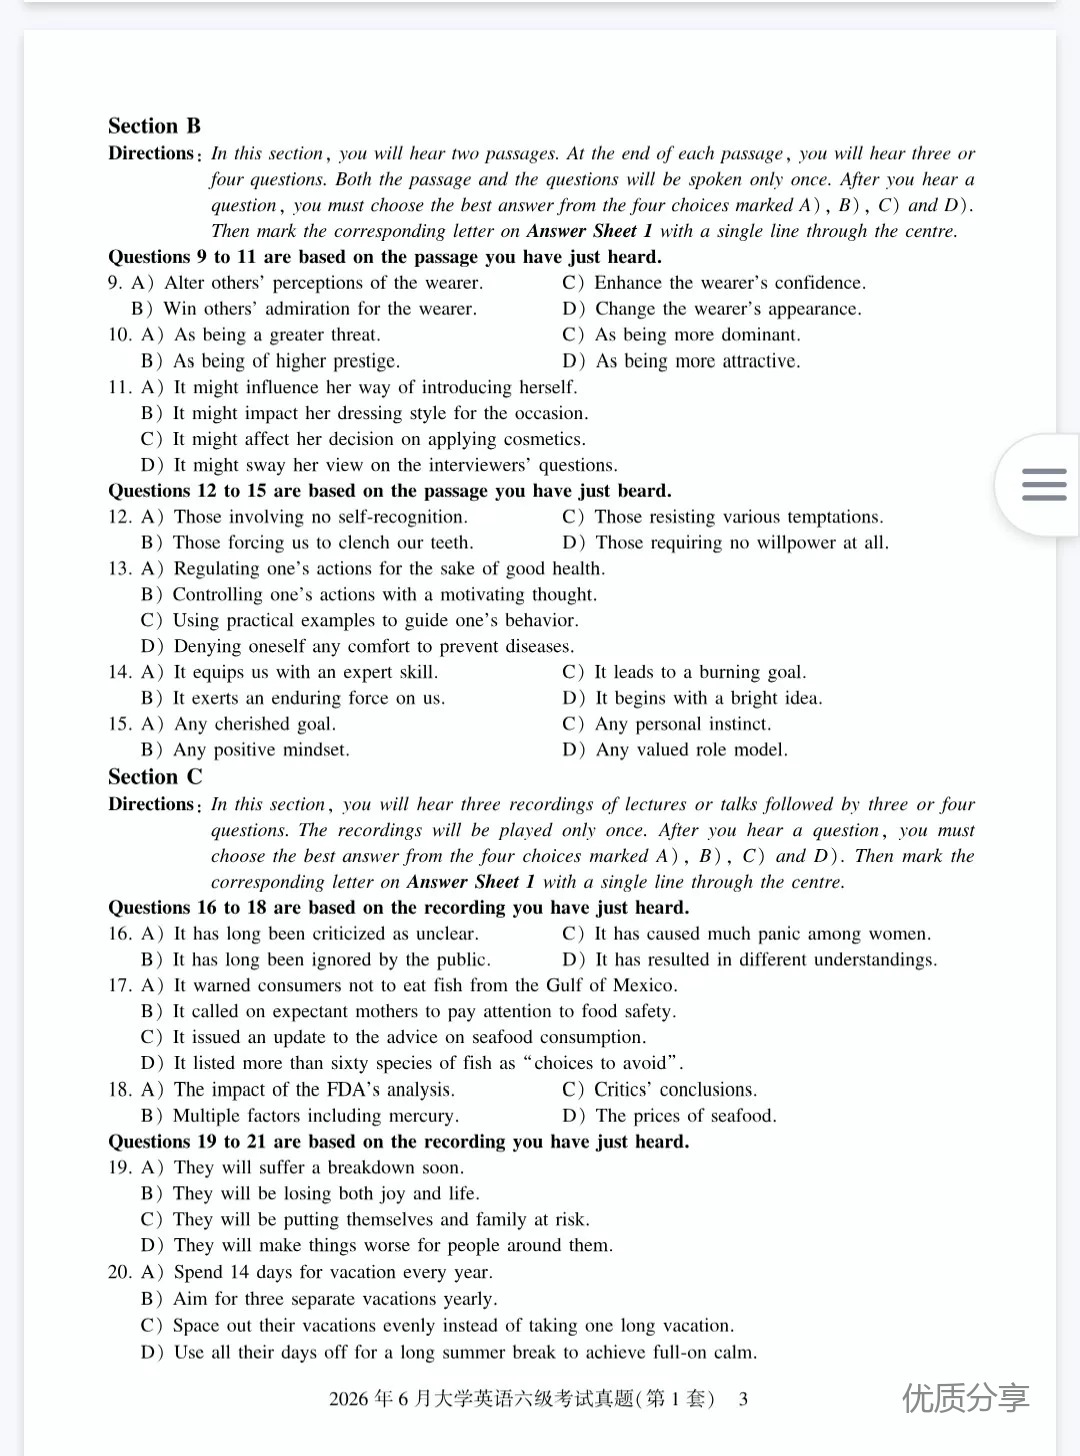 Section B
Directions: In this section, you will hear two passages. At the end of each passage, you will hear three or
four questions. Both the passage and the questions will be spoken only once. After you hear a
question, you must choose the best answer from the four choices marked A), B), C) and D).
Then mark the corresponding letter on Answer Sheet 1 with a single line through the centre.
Questions 9 to 11 are based on the passage you have just heard.
9. A) Alter others' perceptions of the wearer. C) Enhance the wearer's confidence.
B) Win others' admiration for the wearer. D) Change the wearer's appearance.
10. A) As being a greater threat. C) As being more dominant.
B) As being of higher prestige. D) As being more attractive.
11. A) It might influence her way of introducing herself.
B) It might impact her dressing style for the occasion.
C) It might affect her decision on applying cosmetics.
D) It might sway her view on the interviewers' questions.
Questions 12 to 15 are based on the passage you have just beard.
12. A) Those involving no self-recognition. C) Those resisting various temptations.
B) Those forcing us to clench our teeth. D) Those requiring no willpower at all.
13. A) Regulating one's actions for the sake of good health.
B) Controlling one's actions with a motivating thought.
C) Using practical examples to guide one's behavior.
D) Denying oneself any comfort to prevent diseases.
14. A) It equips us with an expert skill. C) It leads to a burning goal.
B) It exerts an enduring force on us. D) It begins with a bright idea.
15. A) Any cherished goal. C) Any personal instinct.
B) Any positive mindset. D) Any valued role model.
Section C
Directions: In this section, you will hear three recordings of lectures or talks followed by three or four
questions. The recordings will be played only once. After you hear a question, you must
choose the best answer from the four choices marked A), B), C) and D). Then mark the
corresponding letter on Answer Sheet 1 with a single line through the centre.
Questions 16 to 18 are based on the recording you have just heard.
16. A) It has long been criticized as unclear. C) It has caused much panic among women.
B) It has long been ignored by the public. D) It has resulted in different understandings.
17. A) It warned consumers not to eat fish from the Gulf of Mexico.
B) It called on expectant mothers to pay attention to food safety.
C) It issued an update to the advice on seafood consumption.
D) It listed more than sixty species of fish as "choices to avoid".
18. A) The impact of the FDA's analysis. C) Critics' conclusions.
B) Multiple factors including mercury. D) The prices of seafood.
Questions 19 to 21 are based on the recording you have just heard.
19. A) They will suffer a breakdown soon.
B) They will be losing both joy and life.
C) They will be putting themselves and family at risk.
D) They will make things worse for people around them.
20. A) Spend 14 days for vacation every year.
B) Aim for three separate vacations yearly.
C) Space out their vacations evenly instead of taking one long vacation.
D) Use all their days off for a long summer break to achieve full-on calm.
2026 年 6 月大学英语六级考试真题(第 1 套) 3
优质分享